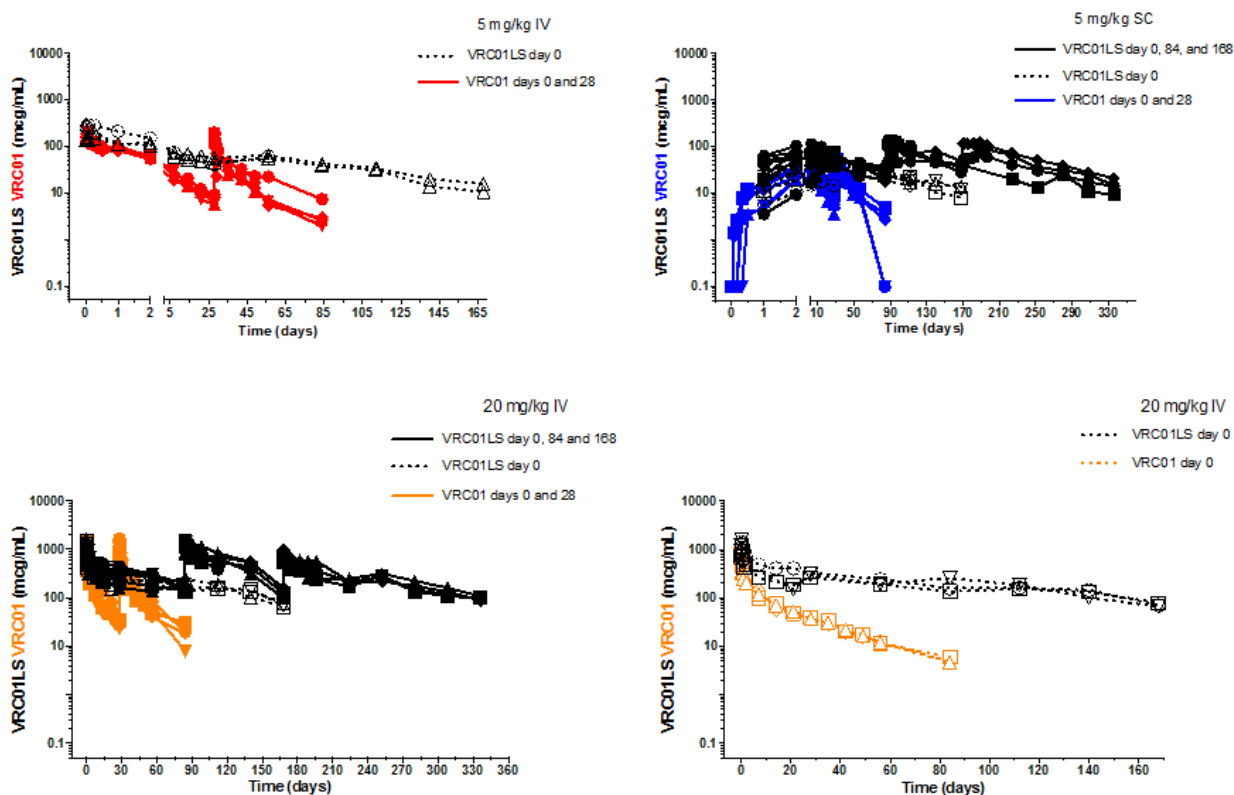 5 mg/kg IV
VRC01LS day 0
VRC01 days 0 and 28
VRC01LS VRC01 (mcg/mL)
10000
1000
100
10
0.1
0 1 2 5 25 45 65 85 105 125 145 165
Time (days)
5 mg/kg SC
VRC01LS day 0, 84, and 168
VRC01LS day 0
VRC01 days 0 and 28
VRC01LS VRC01 (mcg/mL)
10000
1000
100
10
0.1
0 1 2 10 50 90 130 170 210 250 290 330
Time (days)
20 mg/kg IV
VRC01LS day 0, 84 and 168
VRC01LS day 0
VRC01 days 0 and 28
VRC01LS VRC01 (mcg/mL)
10000
1000
100
10
0.1
0 30 60 90 120 150 180 210 240 270 300 330 360
Time (days)
20 mg/kg IV
VRC01LS day 0
VRC01 day 0
VRC01LS VRC01 (mcg/mL)
10000
1000
100
10
0.1
0 20 40 60 80 100 120 140 160
Time (days)